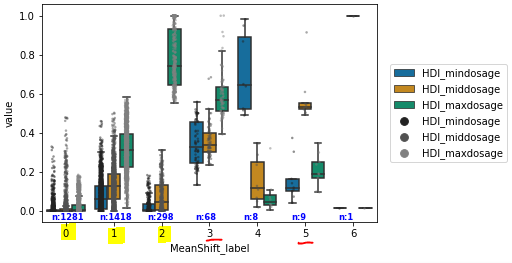 1.0
0.8
0.6
0.4
0.2
0.0
value
n:1281 n:1418 n:298 n:68 n:8 n:9 n:1
0 1 2 3 4 5 6
MeanShift_label
HDI_mindosage
HDI_middosage
HDI_maxdosage
HDI_mindosage
HDI_middosage
HDI_maxdosage